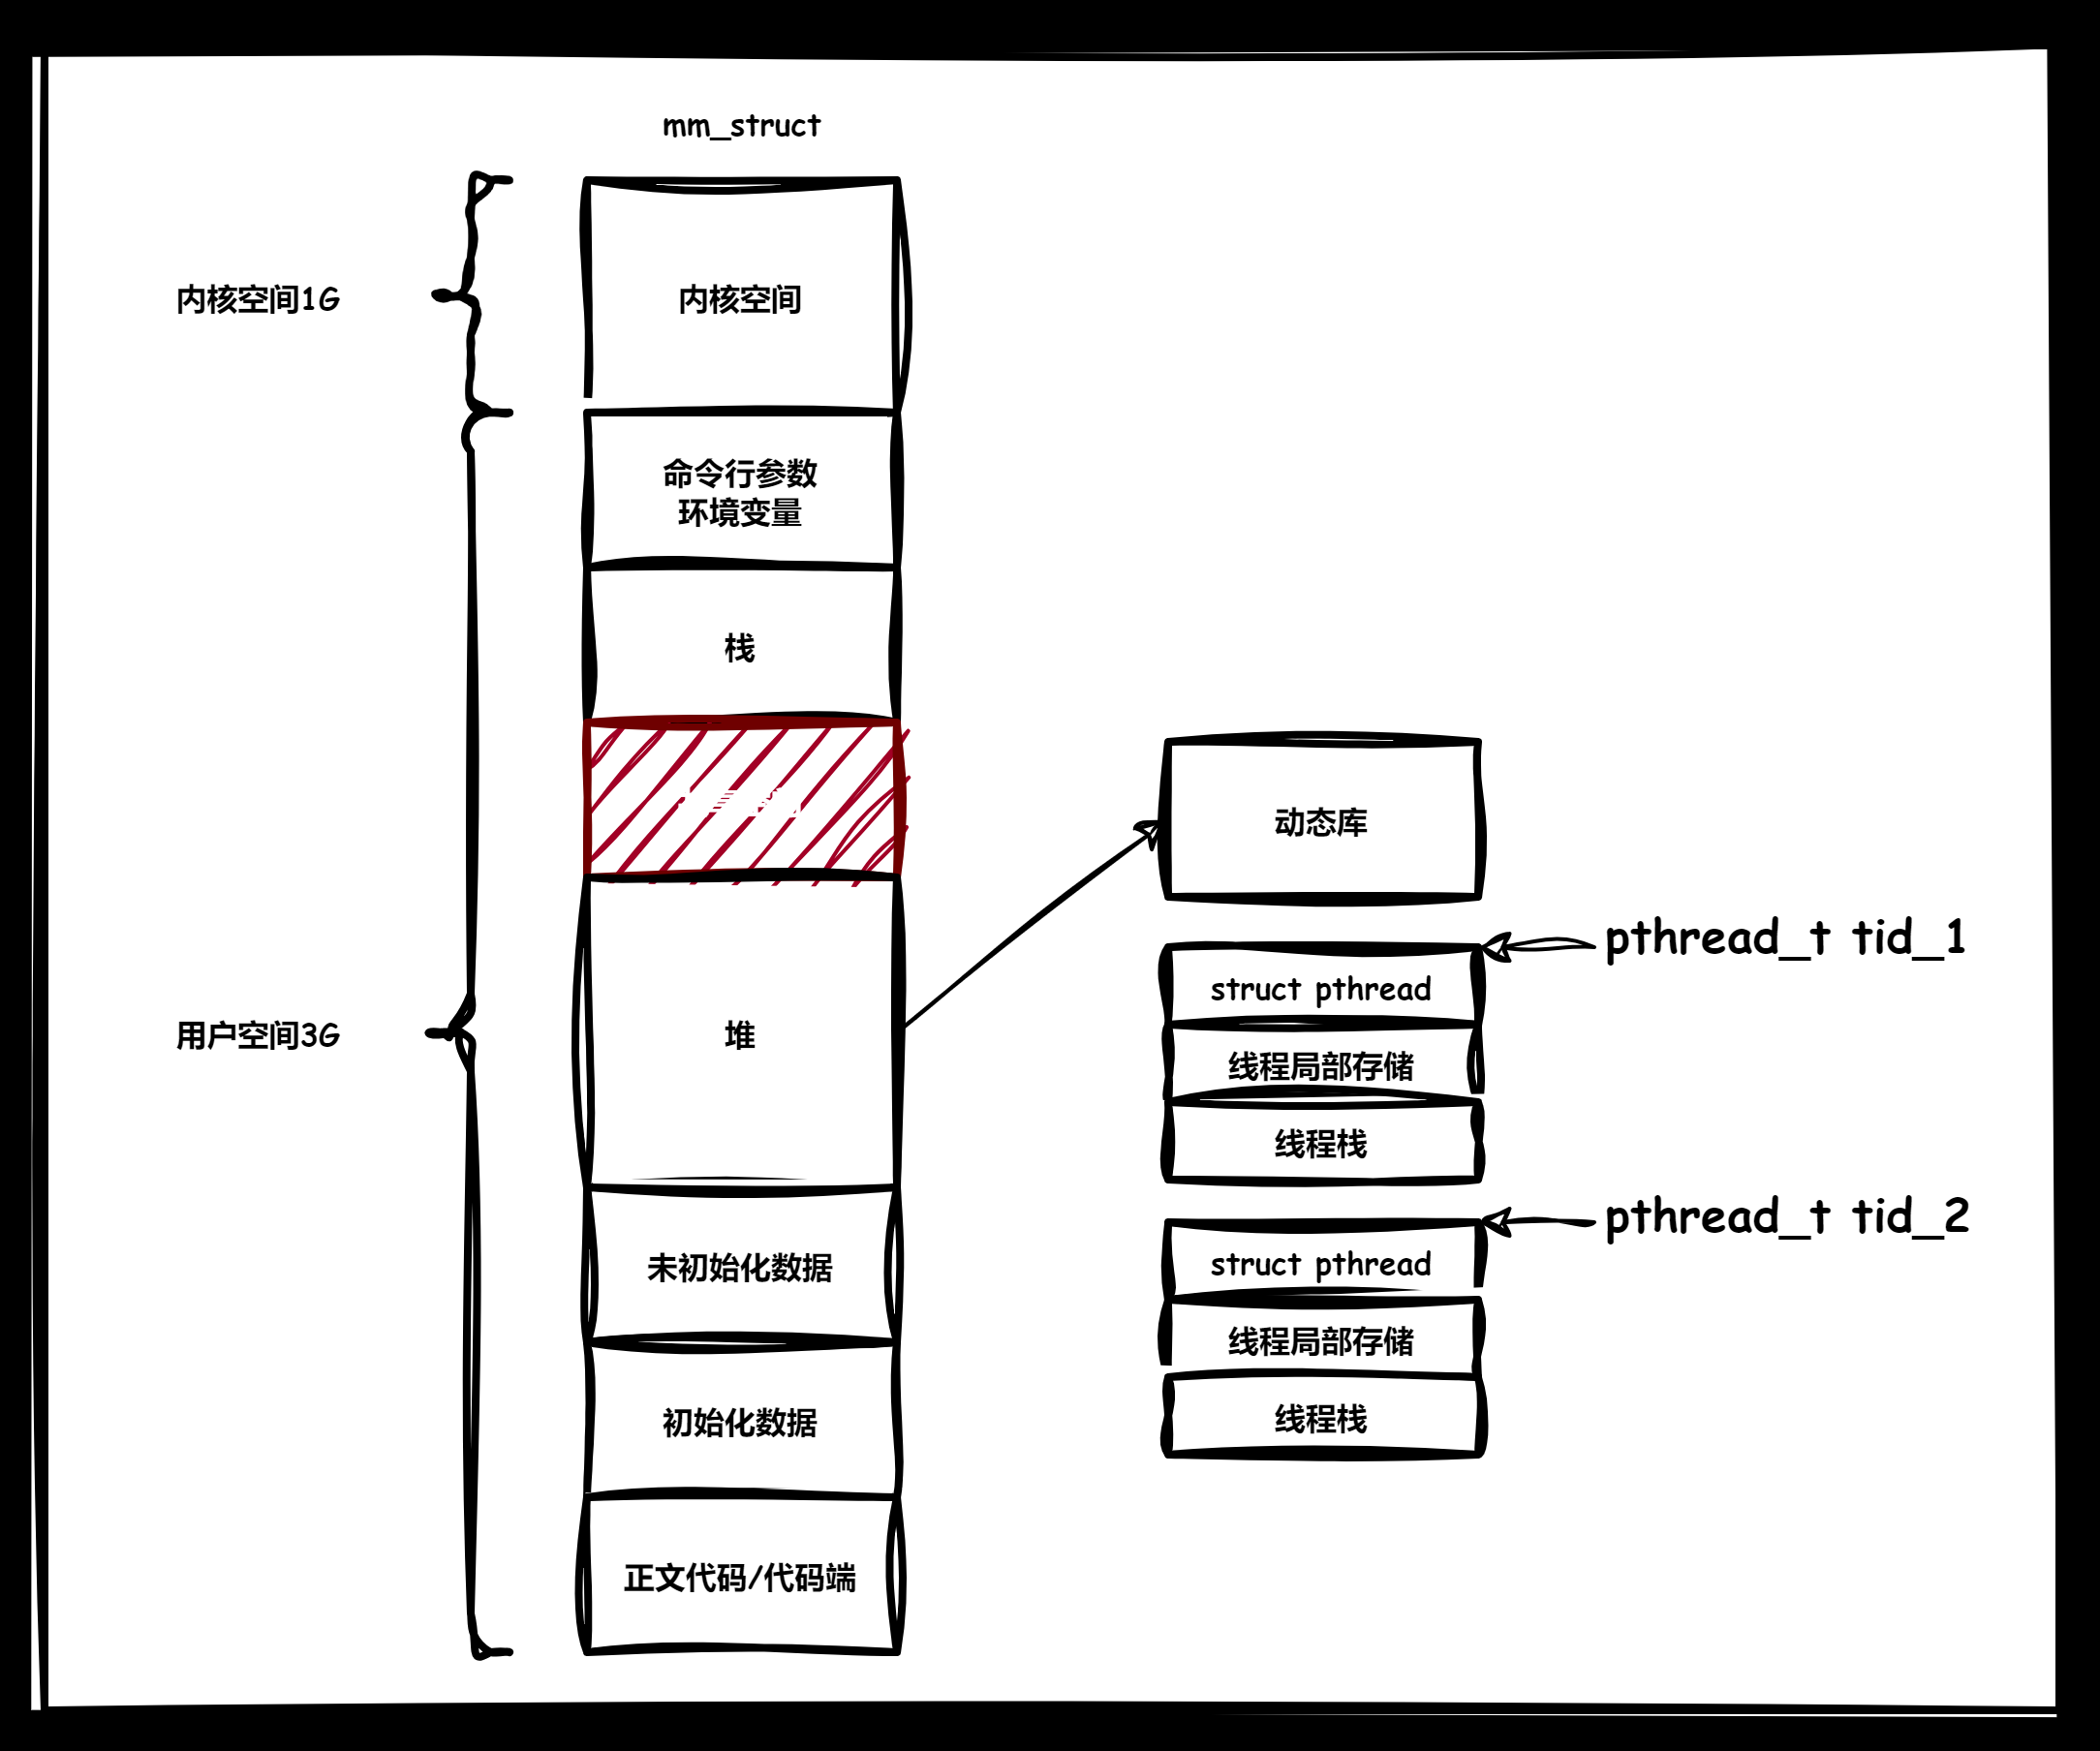 mm_struct
内核空间1G
内核空间
命令行参数
环境变量
栈
动态库
pthread_t tid_1
struct pthread
用户空间3G
堆
线程局部存储
线程栈
pthread_t tid_2
struct pthread
未初始化数据
线程局部存储
初始化数据
线程栈
正文代码/代码端